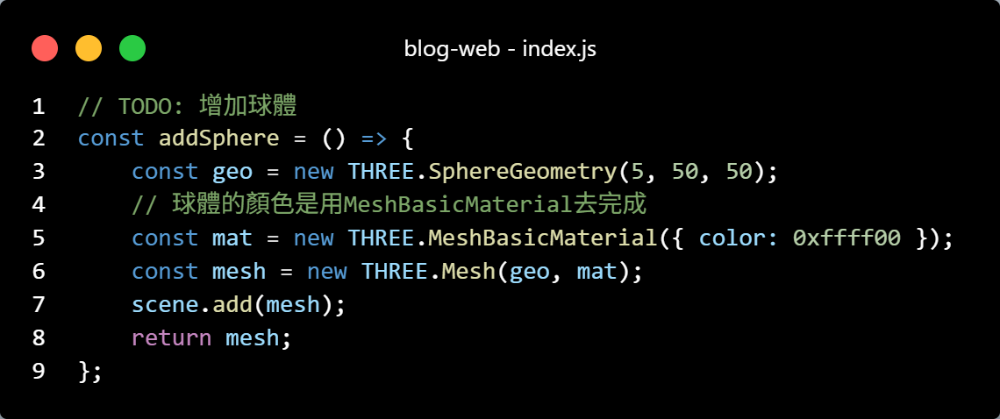 blog-web - index.js
1 // TODO: 增加球體
2 const addSphere = () => {
3     const geo = new THREE.SphereGeometry(5, 50, 50);
4     // 球體的顏色是用MeshBasicMaterial去完成
5     const mat = new THREE.MeshBasicMaterial({ color: 0xffff00 });
6     const mesh = new THREE.Mesh(geo, mat);
7     scene.add(mesh);
8     return mesh;
9 };